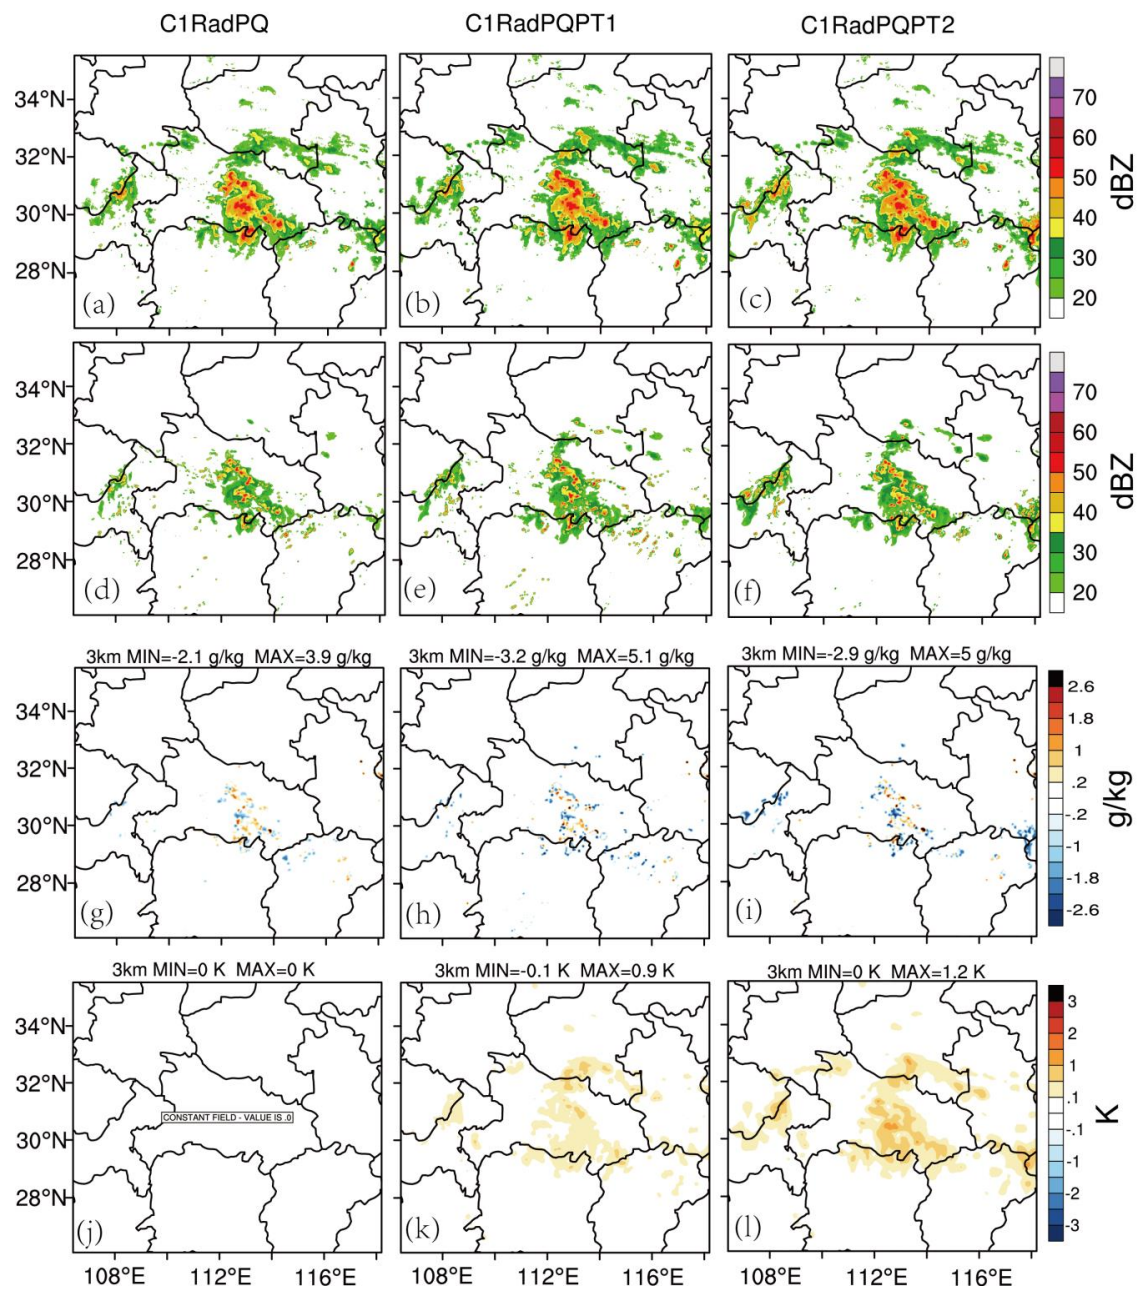 C1RadPQ C1RadPQPT1 C1RadPQPT2
34°N
32°N
30°N
28°N
(a) (b) (c)
70
60
50
40
30
20
dBZ
34°N
32°N
30°N
28°N
(d) (e) (f)
70
60
50
40
30
20
dBZ
3km MIN=-2.1 g/kg MAX=3.9 g/kg 3km MIN=-3.2 g/kg MAX=5.1 g/kg 3km MIN=-2.9 g/kg MAX=5 g/kg
34°N
32°N
30°N
28°N
(g) (h) (i)
2.6
1.8
1
.2
-.2
-1
-1.8
-2.6
g/kg
3km MIN=0 K MAX=0 K 3km MIN=-0.1 K MAX=0.9 K 3km MIN=0 K MAX=1.2 K
34°N
32°N
30°N
28°N
CONSTANT FIELD - VALUE IS .0
(j) (k) (l)
3
2
1
.1
-.1
-1
-2
-3
K
108°E 112°E 116°E 108°E 112°E 116°E 108°E 112°E 116°E